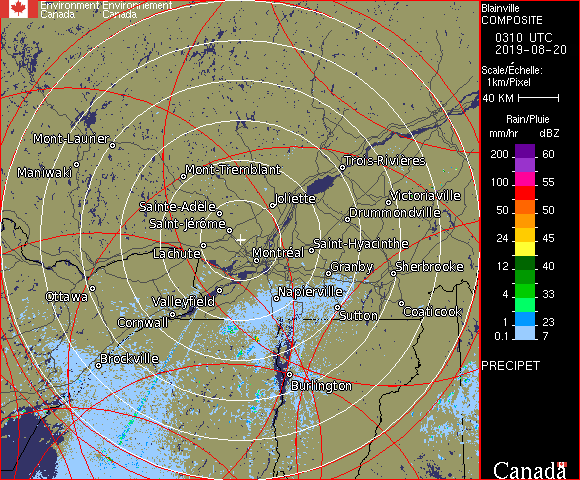 Environment Environnement
Canada Canada
Blainville
COMPOSITE
0310 UTC
2019-08-20
Scale/Échelle:
1km/Pixel
40 KM
Rain/Pluie
mm/hr dBZ
200 60
100 55
50 50
24 45
12 40
4 33
1 23
0.1 7
PRECIPET
Canada
Mont-Laurier
Maniwaki
Mont-Tremblant
Trois-Rivières
Joliette
Victoriaville
Sainte-Adèle
Drummondville
Saint-Jérôme
Saint-Hyacinthe
Lachute
Montréal
Granby
Sherbrooke
Ottawa
Valleyfield
Napierville
Cornwall
Sutton
Coaticook
Brockville
Burlington